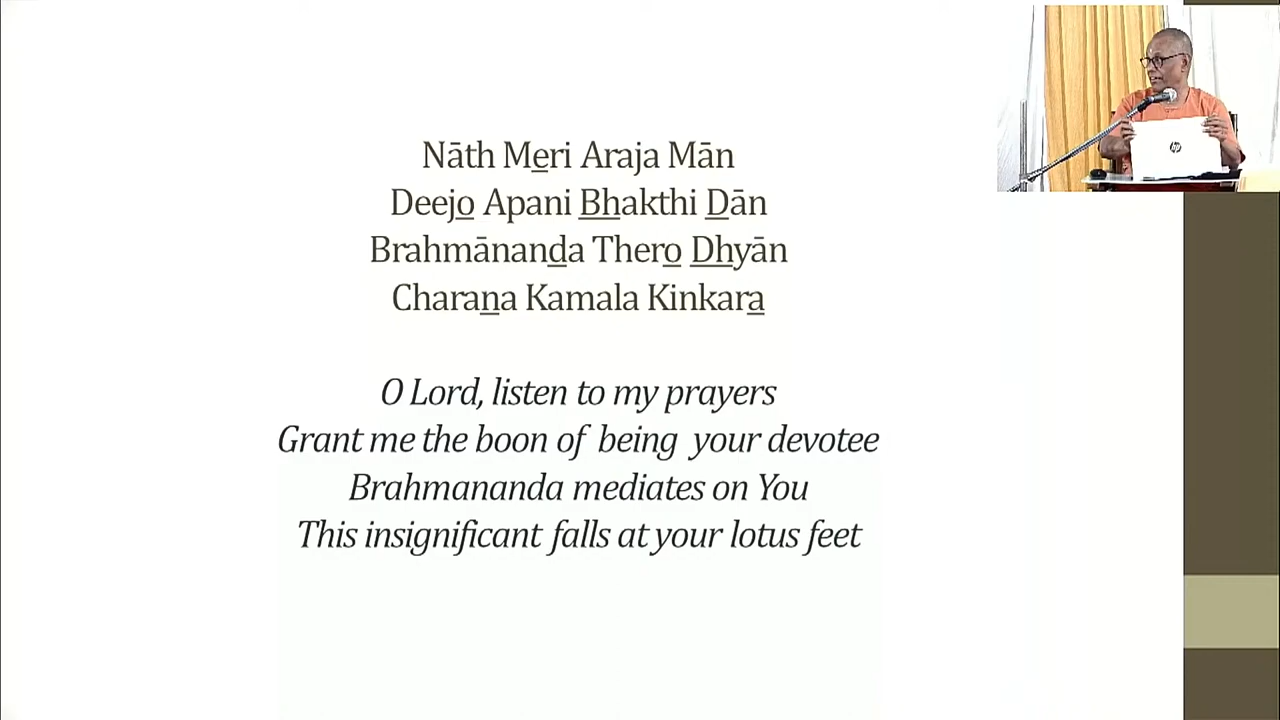 Nāth Meri Araja Mān
Deejo Apani Bhakthi Dān
Brahmānanda Thero Dhyān
Charana Kamala Kinkara
O Lord, listen to my prayers
Grant me the boon of being your devotee
Brahmananda mediates on You
This insignificant falls at your lotus feet
hp